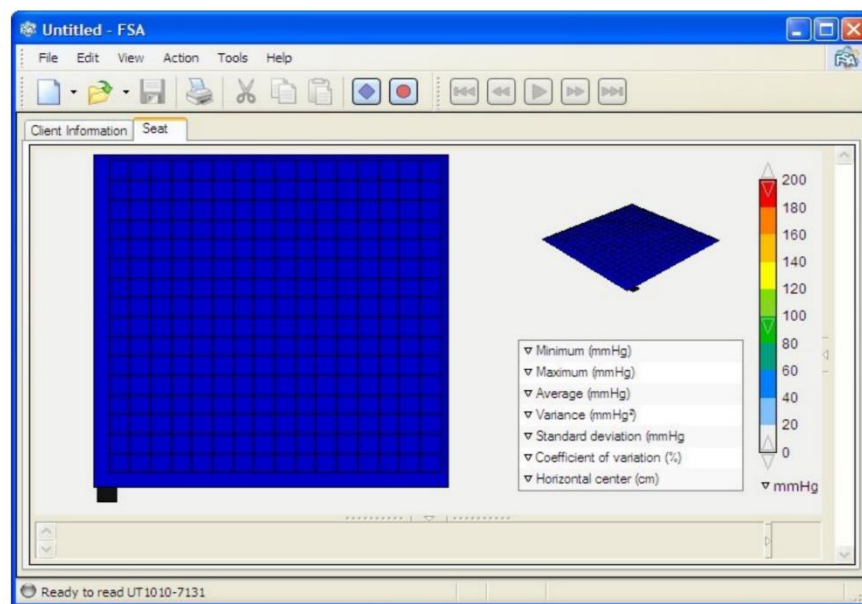 Untitled - FSA
File Edit View Action Tools Help
FSA
Client Information Seat
200
180
160
140
120
100
80
60
40
20
0
mmHg
Minimum (mmHg)
Maximum (mmHg)
Average (mmHg)
Variance (mmHg²)
Standard deviation (mmHg
Coefficient of variation (%)
Horizontal center (cm)
Ready to read UT1010-7131